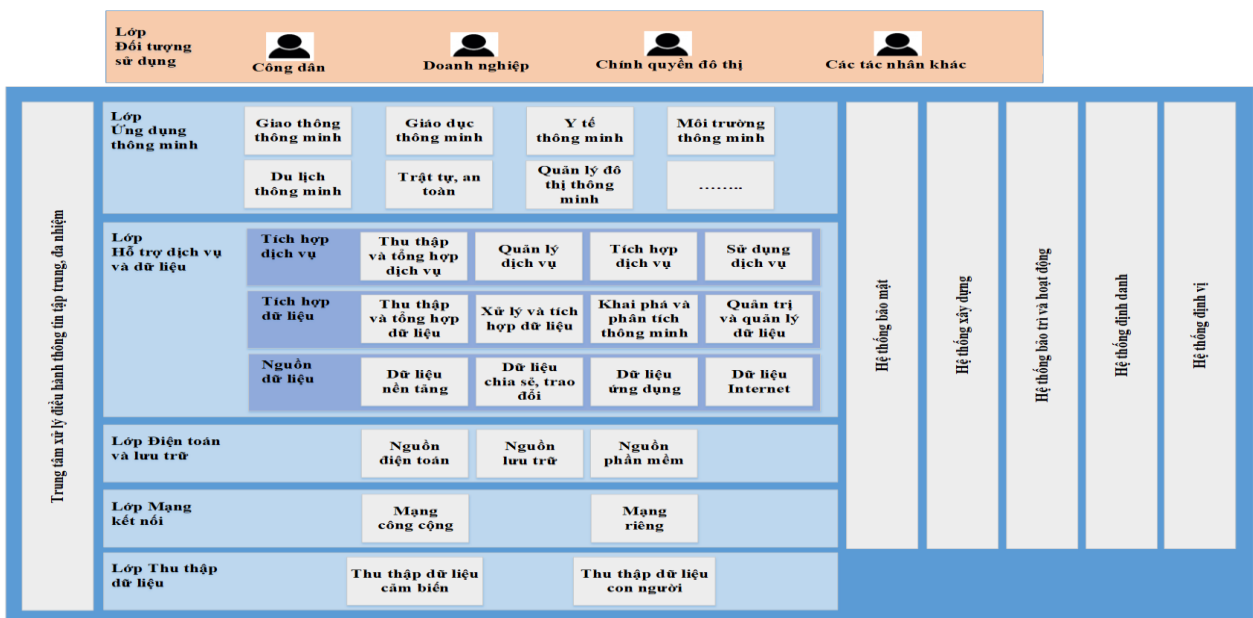 Lớp
Đối tượng
sử dụng
Công dân
Doanh nghiệp
Chính quyền đô thị
Các tác nhân khác
Trung tâm xử lý điều hành thông tin tập trung, đa nhiệm
Lớp
Ứng dụng
thông minh
Giao thông
thông minh
Giáo dục
thông minh
Y tế
thông minh
Môi trường
thông minh
Du lịch
thông minh
Trật tự, an
toàn
Quản lý đô
thị thông
minh
........
Lớp
Hỗ trợ dịch vụ
và dữ liệu
Tích hợp
dịch vụ
Thu thập
và tổng hợp
dịch vụ
Quản lý
dịch vụ
Tích hợp
dịch vụ
Sử dụng
dịch vụ
Tích hợp
dữ liệu
Thu thập
và tổng hợp
dữ liệu
Xử lý và tích
hợp dữ liệu
Khai phá và
phân tích
thông minh
Quản trị
và quản lý
dữ liệu
Nguồn
dữ liệu
Dữ liệu
nền tảng
Dữ liệu
chia sẻ, trao
đổi
Dữ liệu
ứng dụng
Dữ liệu
Internet
Lớp Điện toán
và lưu trữ
Nguồn
điện toán
Nguồn
lưu trữ
Nguồn
phần mềm
Lớp Mạng
kết nối
Mạng
công cộng
Mạng
riêng
Lớp Thu thập
dữ liệu
Thu thập dữ liệu
cảm biến
Thu thập dữ liệu
con người
Hệ thống bảo mật
Hệ thống xây dựng
Hệ thống bảo trì và hoạt động
Hệ thống định danh
Hệ thống định vị